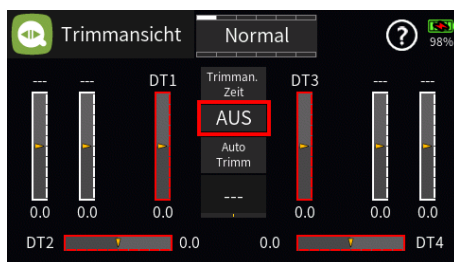 Trimmansicht Normal ? 98%
--- --- DT1 Trimman. Zeit DT3 --- ---
AUS
Auto
Trimm
---
0.0 0.0 0.0 0.0 0.0 0.0
DT2 0.0 0.0 DT4